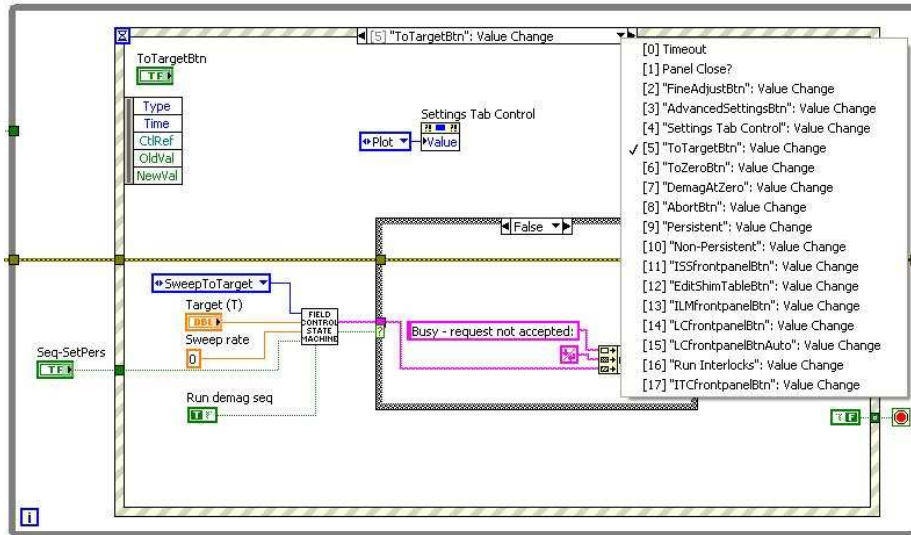 [5] "ToTargetBtn": Value Change
ToTargetBtn
TF
Type
Time
CtlRef
OldVal
NewVal
Settings Tab Control
Plot
Value
[0] Timeout
[1] Panel Close?
[2] "FineAdjustBtn": Value Change
[3] "AdvancedSettingsBtn": Value Change
[4] "Settings Tab Control": Value Change
✓ [5] "ToTargetBtn": Value Change
[6] "ToZeroBtn": Value Change
[7] "DemagAtZero": Value Change
[8] "AbortBtn": Value Change
[9] "Persistent": Value Change
[10] "Non-Persistent": Value Change
[11] "ISSfrontpanelBtn": Value Change
[12] "EditShimTableBtn": Value Change
[13] "ILMfrontpanelBtn": Value Change
[14] "LCfrontpanelBtn": Value Change
[15] "LCfrontpanelBtnAuto": Value Change
[16] "Run Interlocks": Value Change
[17] "ITCfrontpanelBtn": Value Change
False
SweepToTarget
Target (T)
DBL
Sweep rate
0
FIELD
CONTROL
STATE
MACHINE
?
Busy - request not accepted:
Seq-SetPers
TF
Run demag seq
T F
T F
i